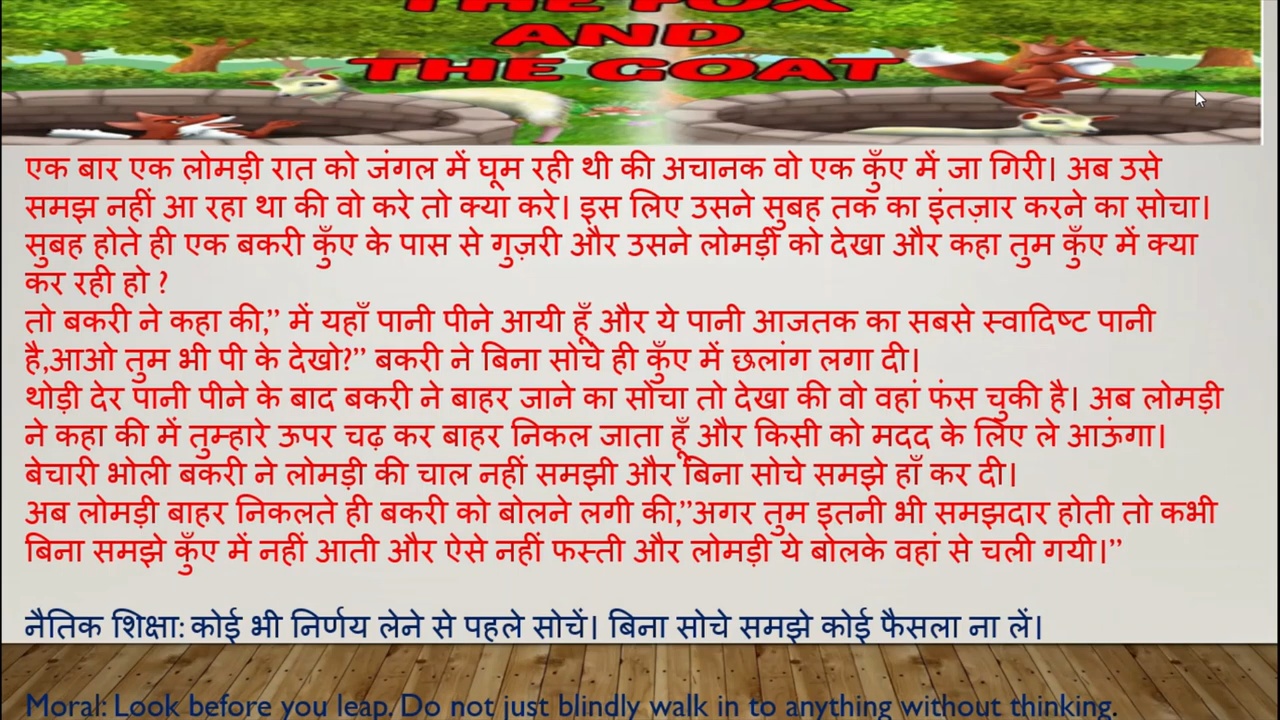 THE FOX
AND
THE GOAT
एक बार एक लोमड़ी रात को जंगल में घूम रही थी की अचानक वो एक कुँए में जा गिरी। अब उसे
समझ नहीं आ रहा था की वो करे तो क्या करे। इस लिए उसने सुबह तक का इंतज़ार करने का सोचा।
सुबह होते ही एक बकरी कुँए के पास से गुज़री और उसने लोमड़ी को देखा और कहा तुम कुँए में क्या
कर रही हो ?
तो बकरी ने कहा की,” में यहाँ पानी पीने आयी हूँ और ये पानी आजतक का सबसे स्वादिष्ट पानी
है,आओ तुम भी पी के देखो?” बकरी ने बिना सोचे ही कुँए में छलांग लगा दी।
थोड़ी देर पानी पीने के बाद बकरी ने बाहर जाने का सोचा तो देखा की वो वहां फंस चुकी है। अब लोमड़ी
ने कहा की में तुम्हारे ऊपर चढ़ कर बाहर निकल जाता हूँ और किसी को मदद के लिए ले आऊंगा।
बेचारी भोली बकरी ने लोमड़ी की चाल नहीं समझी और बिना सोचे समझे हाँ कर दी।
अब लोमड़ी बाहर निकलते ही बकरी को बोलने लगी की,”अगर तुम इतनी भी समझदार होती तो कभी
बिना समझे कुँए में नहीं आती और ऐसे नहीं फस्ती और लोमड़ी ये बोलके वहां से चली गयी।”
नैतिक शिक्षा: कोई भी निर्णय लेने से पहले सोचें। बिना सोचे समझे कोई फैसला ना लें।
Moral: Look before you leap. Do not just blindly walk in to anything without thinking.